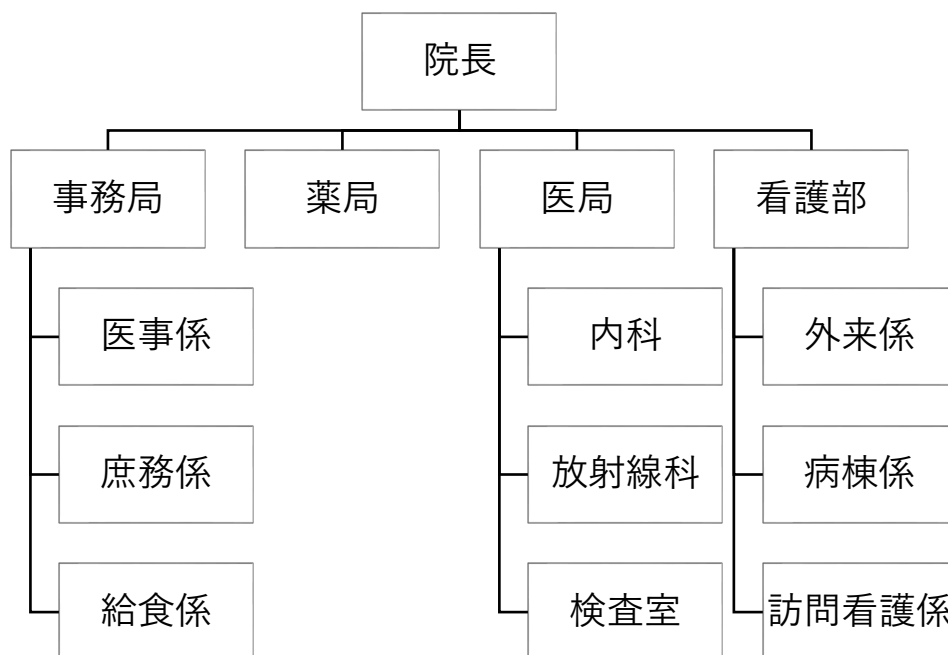 院長
事務局
薬局
医局
看護部
医事係
内科
外来係
庶務係
放射線科
病棟係
給食係
検査室
訪問看護係